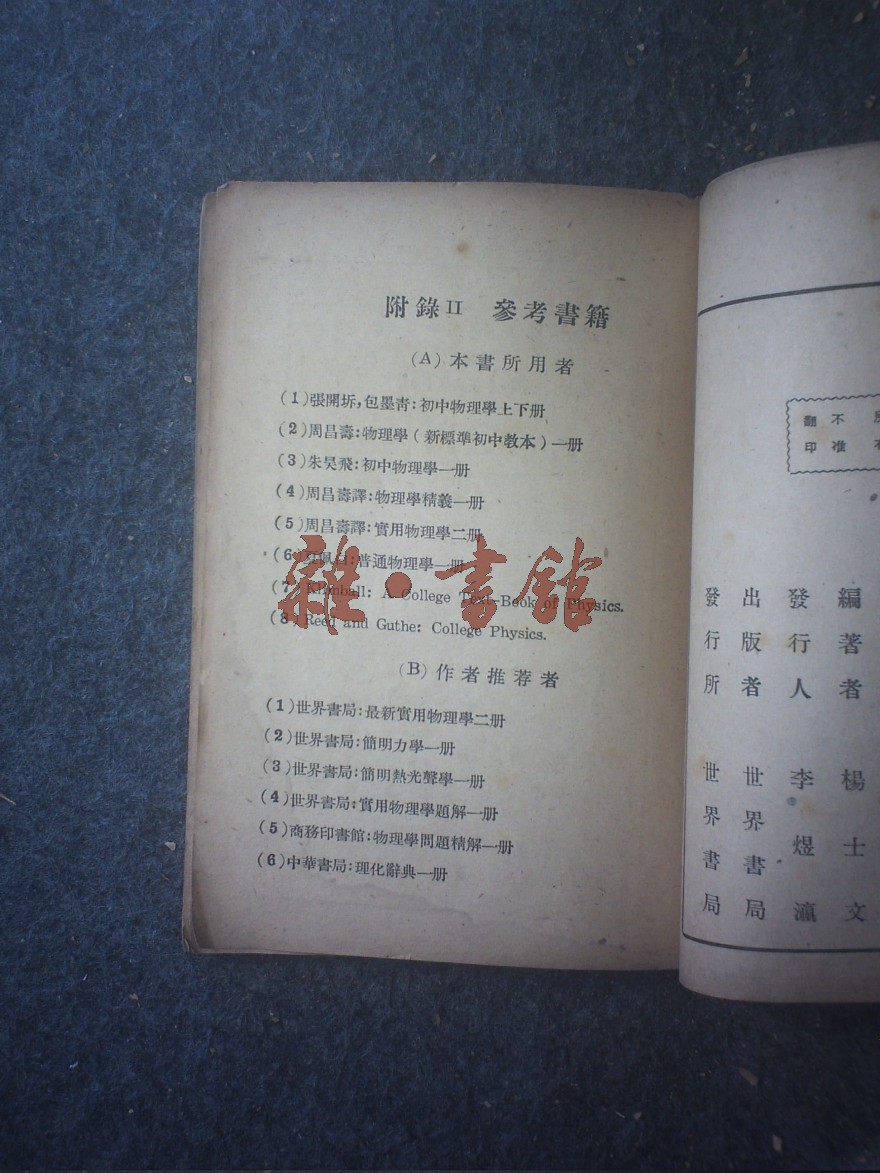 附錄II 參考書籍
(A)本書所用者
(1)張開圻,包墨青:初中物理學上下册
(2)周昌壽:物理學(新標準初中教本)一册
(3)朱昊飛:初中物理學一册
(4)周昌壽譯:物理學精義一册
(5)周昌壽譯:實用物理學二册
(6) :普通物理學一册
(7) Kimball: A College Text-Book of Physics.
(8) Reed and Guthe: College Physics.
(B)作者推荐者
(1)世界書局:最新實用物理學二册
(2)世界書局:簡明力學一册
(3)世界書局:簡明熱光聲學一册
(4)世界書局:實用物理學題解一册
(5)商務印書館:物理學問題精解一册
(6)中華書局:理化辭典一册
雜·書館
不准
翻印
編著者 楊士文
發行人 李煜瀛
出版者 世界書局
發行所 世界書局